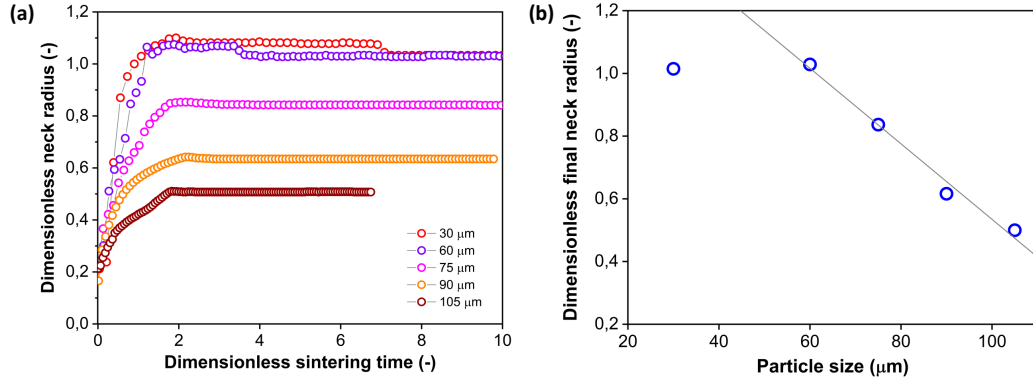 (a)
Dimensionless neck radius (-)
1,2
1,0
0,8
0,6
0,4
0,2
0,0
0 2 4 6 8 10
Dimensionless sintering time (-)
30 μm
60 μm
75 μm
90 μm
105 μm
(b)
Dimensionless final neck radius (-)
1,2
1,0
0,8
0,6
0,4
0,2
20 40 60 80 100
Particle size (μm)